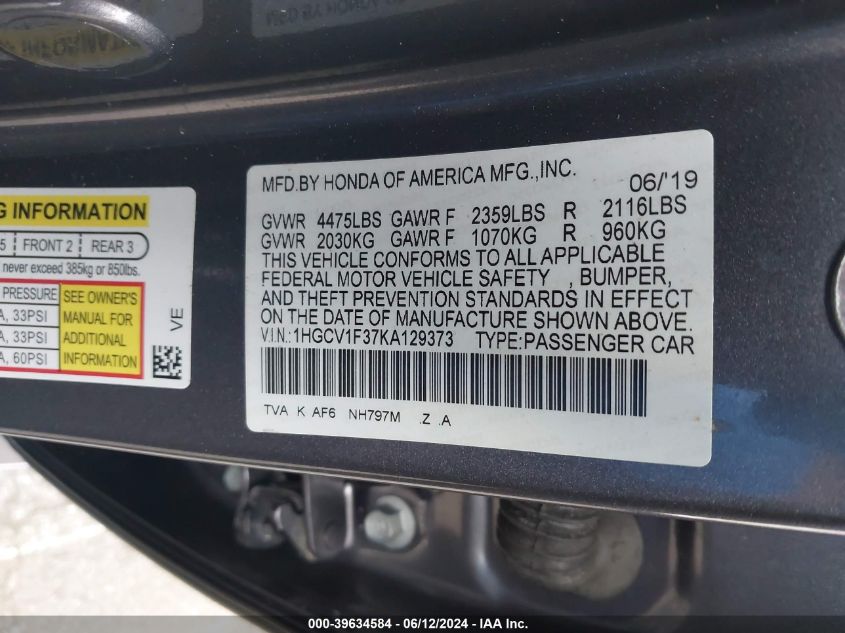 MFD.BY HONDA OF AMERICA MFG.,INC. 06/'19
GVWR 4475LBS GAWR F 2359LBS R 2116LBS
GVWR 2030KG GAWR F 1070KG R 960KG
THIS VEHICLE CONFORMS TO ALL APPLICABLE
FEDERAL MOTOR VEHICLE SAFETY , BUMPER,
AND THEFT PREVENTION STANDARDS IN EFFECT
ON THE DATE OF MANUFACTURE SHOWN ABOVE.
V.I.N.: 1HGCV1F37KA129373 TYPE:PASSENGER CAR
TVA K AF6 NH797M .Z .A
G INFORMATION
5 FRONT 2 REAR 3
never exceed 385kg or 850lbs.
PRESSURE SEE OWNER'S
A, 33PSI MANUAL FOR
A, 33PSI ADDITIONAL
A, 60PSI INFORMATION
VE
000-39634584 - 06/12/2024 - IAA Inc.